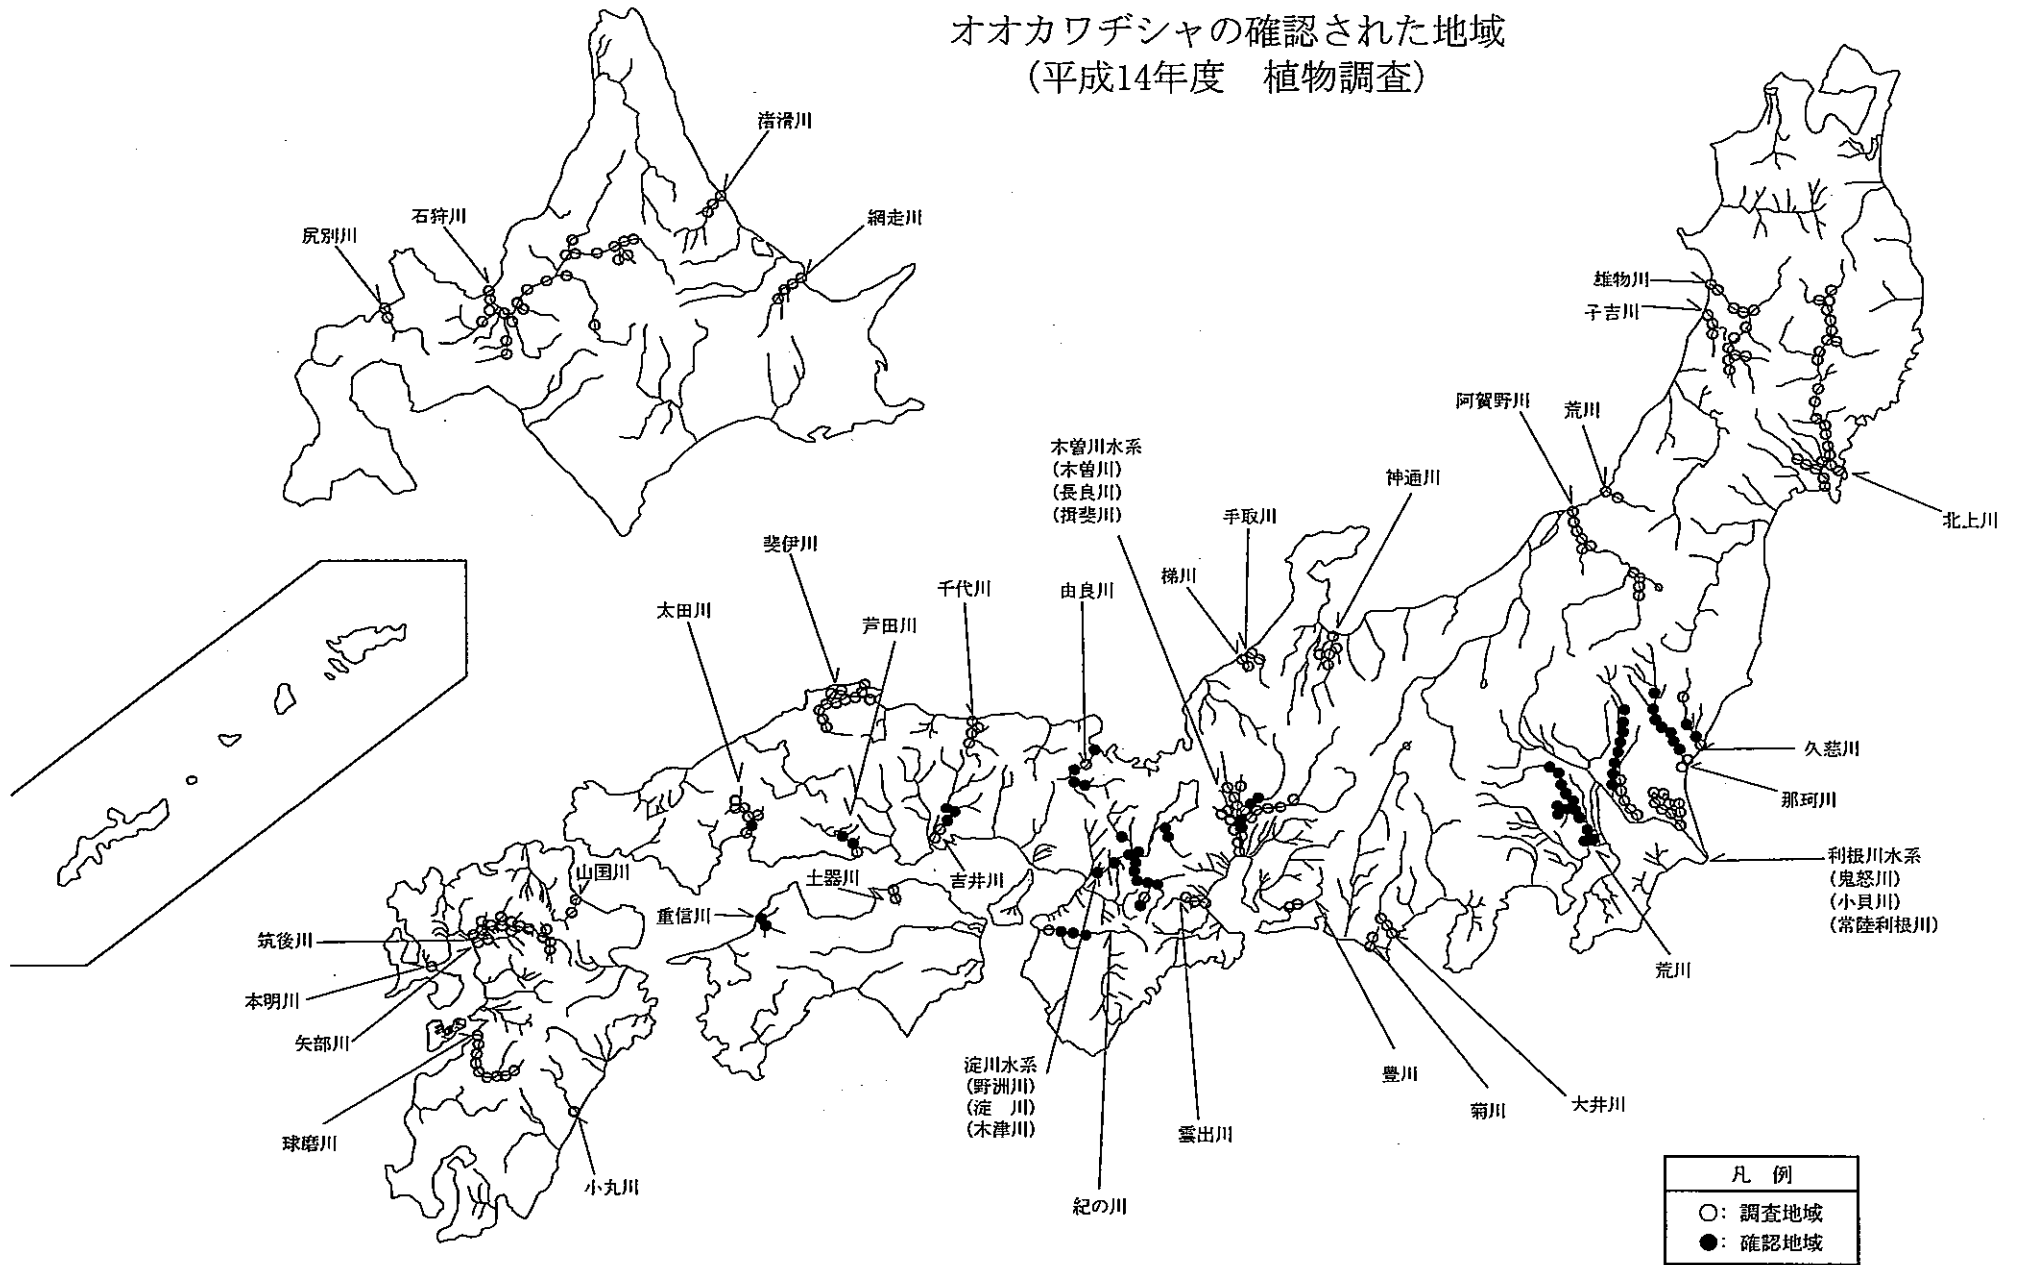 オオカワヂシャの確認された地域
(平成14年度 植物調査)
渚滑川
石狩川
網走川
尻別川
雄物川
子吉川
阿賀野川
荒川
木曽川水系
(木曽川)
(長良川)
(揖斐川)
神通川
手取川
北上川
斐伊川
梯川
千代川
由良川
太田川
芦田川
久慈川
那珂川
利根川水系
(鬼怒川)
(小貝川)
(常陸利根川)
山国川
土器川
吉井川
重信川
筑後川
荒川
本明川
矢部川
淀川水系
(野洲川)
(淀 川)
(木津川)
豊川
菊川
大井川
雲出川
球磨川
小丸川
紀の川
凡 例
○: 調査地域
●: 確認地域